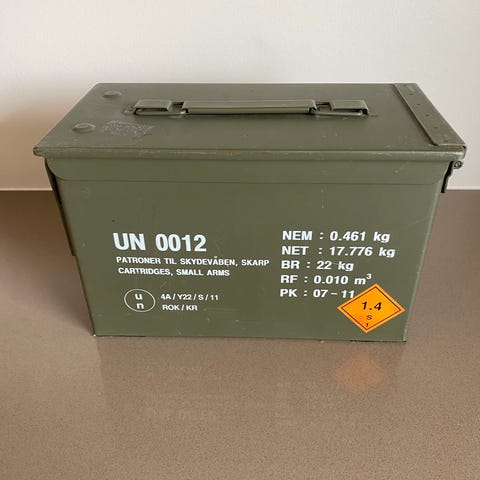 UN 0012
PATRONER TIL SKYDEVÅBEN, SKARP
CARTRIDGES, SMALL ARMS
u
n
4A / Y22 / S / 11
ROK / KR
NEM : 0.461 kg
NET : 17.776 kg
BR : 22 kg
RF : 0.010 m³
PK : 07 - 11
1.4
S
1